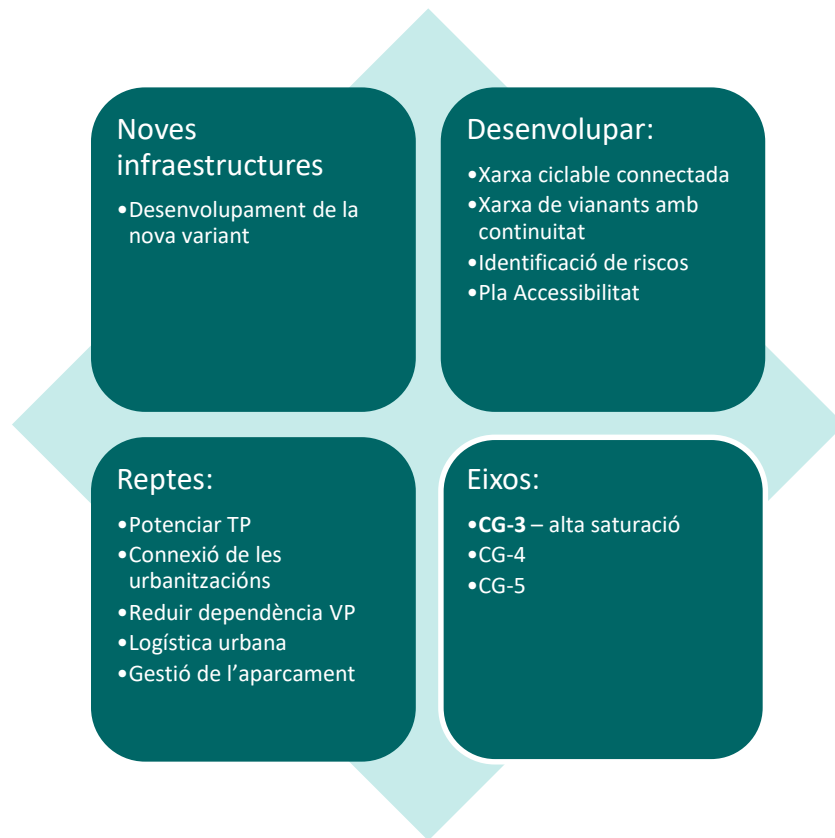 Noves
infraestructures
•Desenvolupament de la
nova variant
Desenvolupar:
•Xarxa ciclable connectada
•Xarxa de vianants amb
continuitat
•Identificació de riscos
•Pla Accessibilitat
Reptes:
•Potenciar TP
•Connexió de les
urbanitzacións
•Reduir dependència VP
•Logística urbana
•Gestió de l’aparcament
Eixos:
•CG-3 – alta saturació
•CG-4
•CG-5